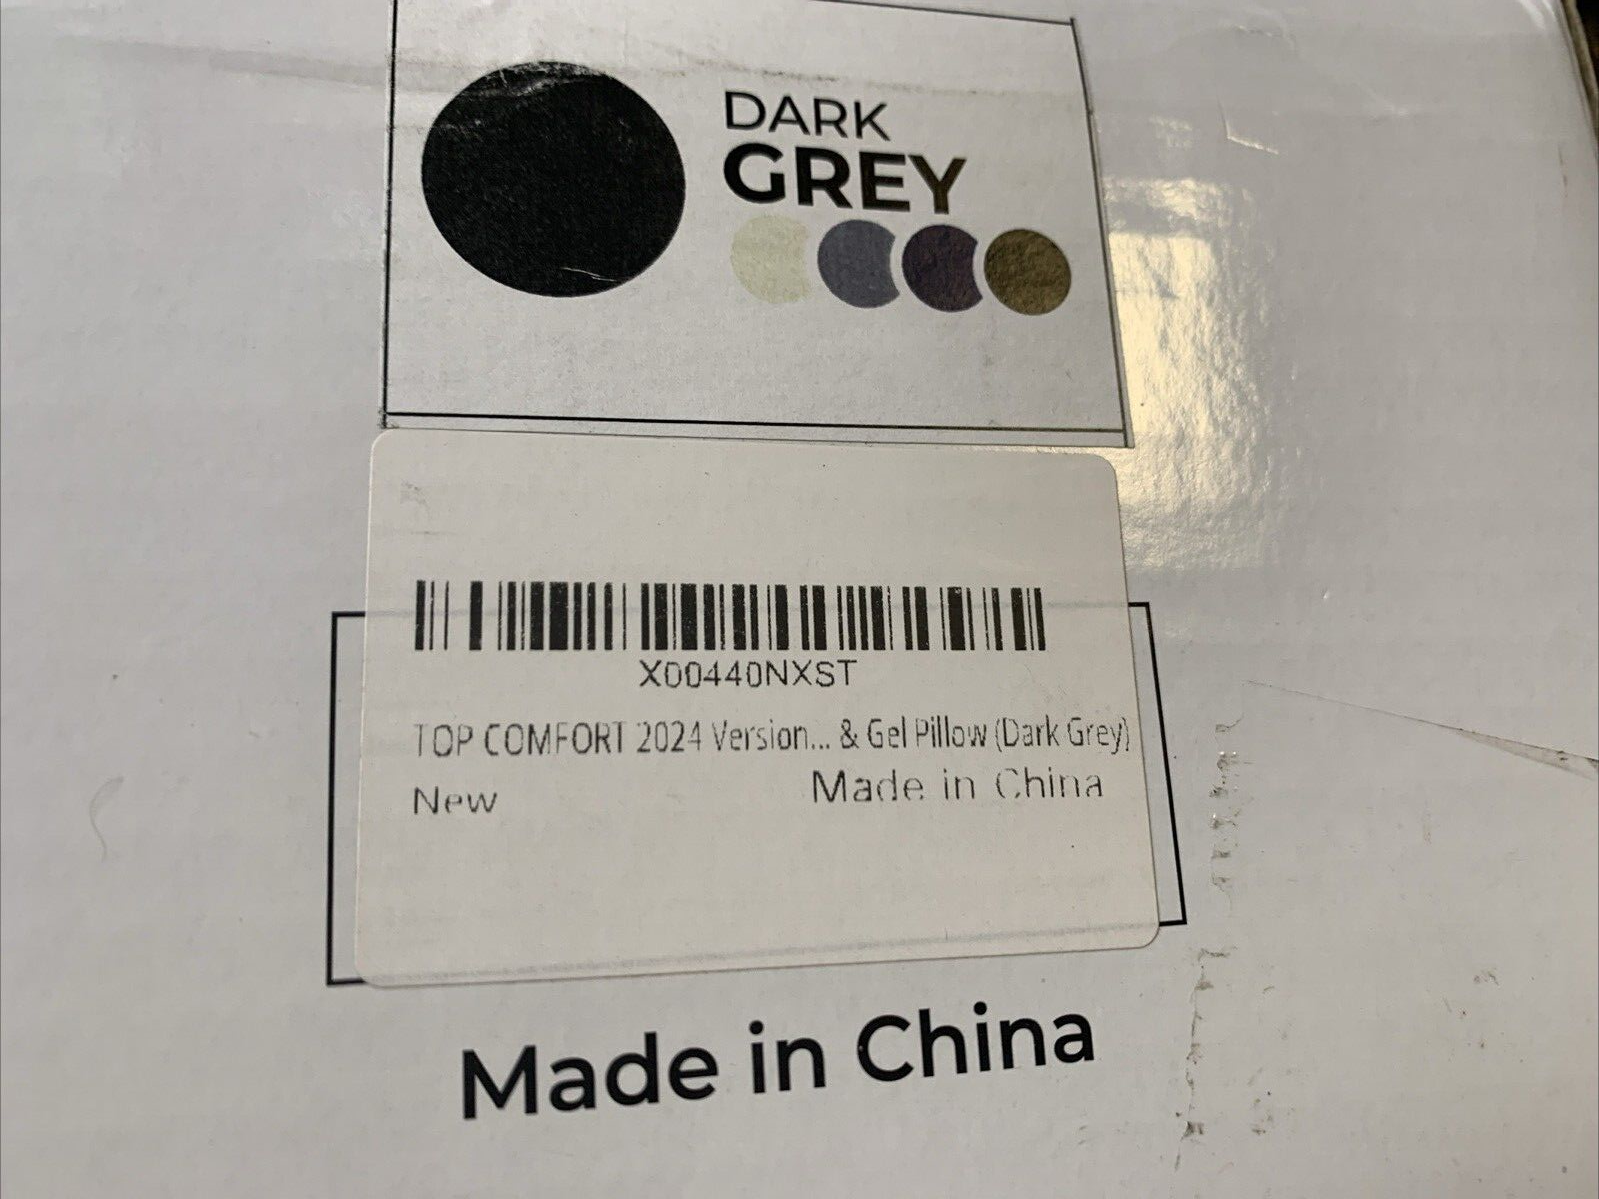 DARK
GREY
X00440NXST
TOP COMFORT 2024 Version... & Gel Pillow (Dark Grey)
New
Made in China
Made in China